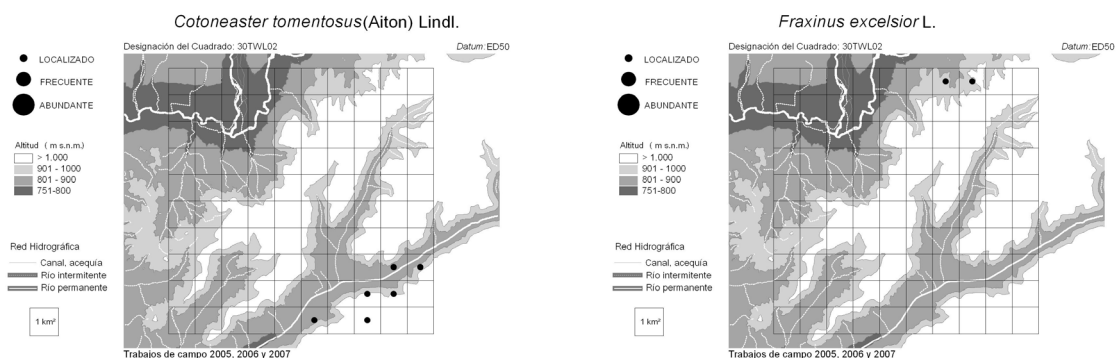 Cotoneaster tomentosus(Aiton) Lindl.
Designación del Cuadrado: 30TWL02
Datum:ED50
LOCALIZADO
FRECUENTE
ABUNDANTE
Altitud ( m s.n.m.)
> 1.000
901 - 1000
801 - 900
751-800
Red Hidrográfica
Canal, acequía
Río intermitente
Río permanente
1 km²
Trabajos de campo 2005, 2006 y 2007
Fraxinus excelsior L.
Designación del Cuadrado: 30TWL02
Datum:ED50
LOCALIZADO
FRECUENTE
ABUNDANTE
Altitud ( m s.n.m.)
> 1.000
901 - 1000
801 - 900
751-800
Red Hidrográfica
Canal, acequía
Río intermitente
Río permanente
1 km²
Trabajos de campo 2005, 2006 y 2007